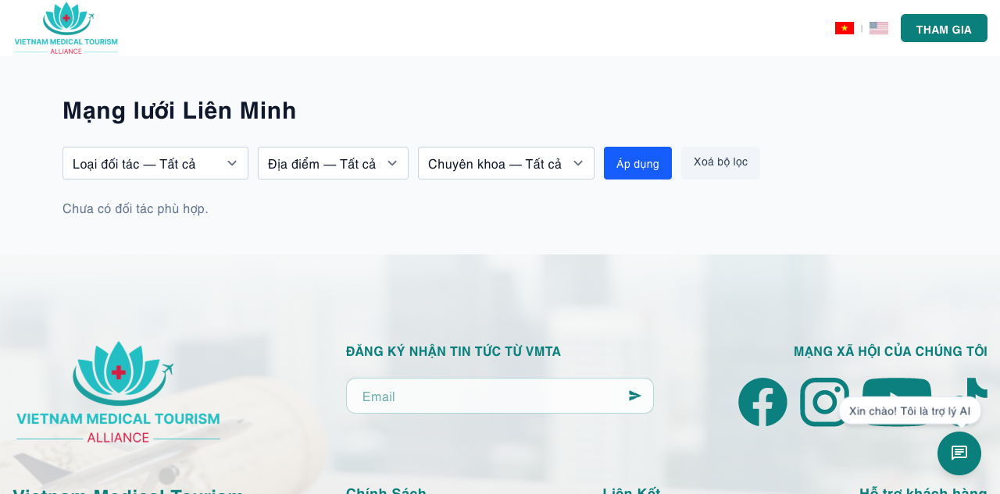 VIETNAM MEDICAL TOURISM
ALLIANCE
THAM GIA
Mạng lưới Liên Minh
Loại đối tác — Tất cả
Địa điểm — Tất cả
Chuyên khoa — Tất cả
Áp dụng
Xoá bộ lọc
Chưa có đối tác phù hợp.
VIETNAM MEDICAL TOURISM
ALLIANCE
ĐĂNG KÝ NHẬN TIN TỨC TỪ VMTA
Email
MẠNG XÃ HỘI CỦA CHÚNG TÔI
Xin chào! Tôi là trợ lý AI
Vietnam Medical Tourism
Chính Sách
Liên Kết
Hỗ trợ khách hàng